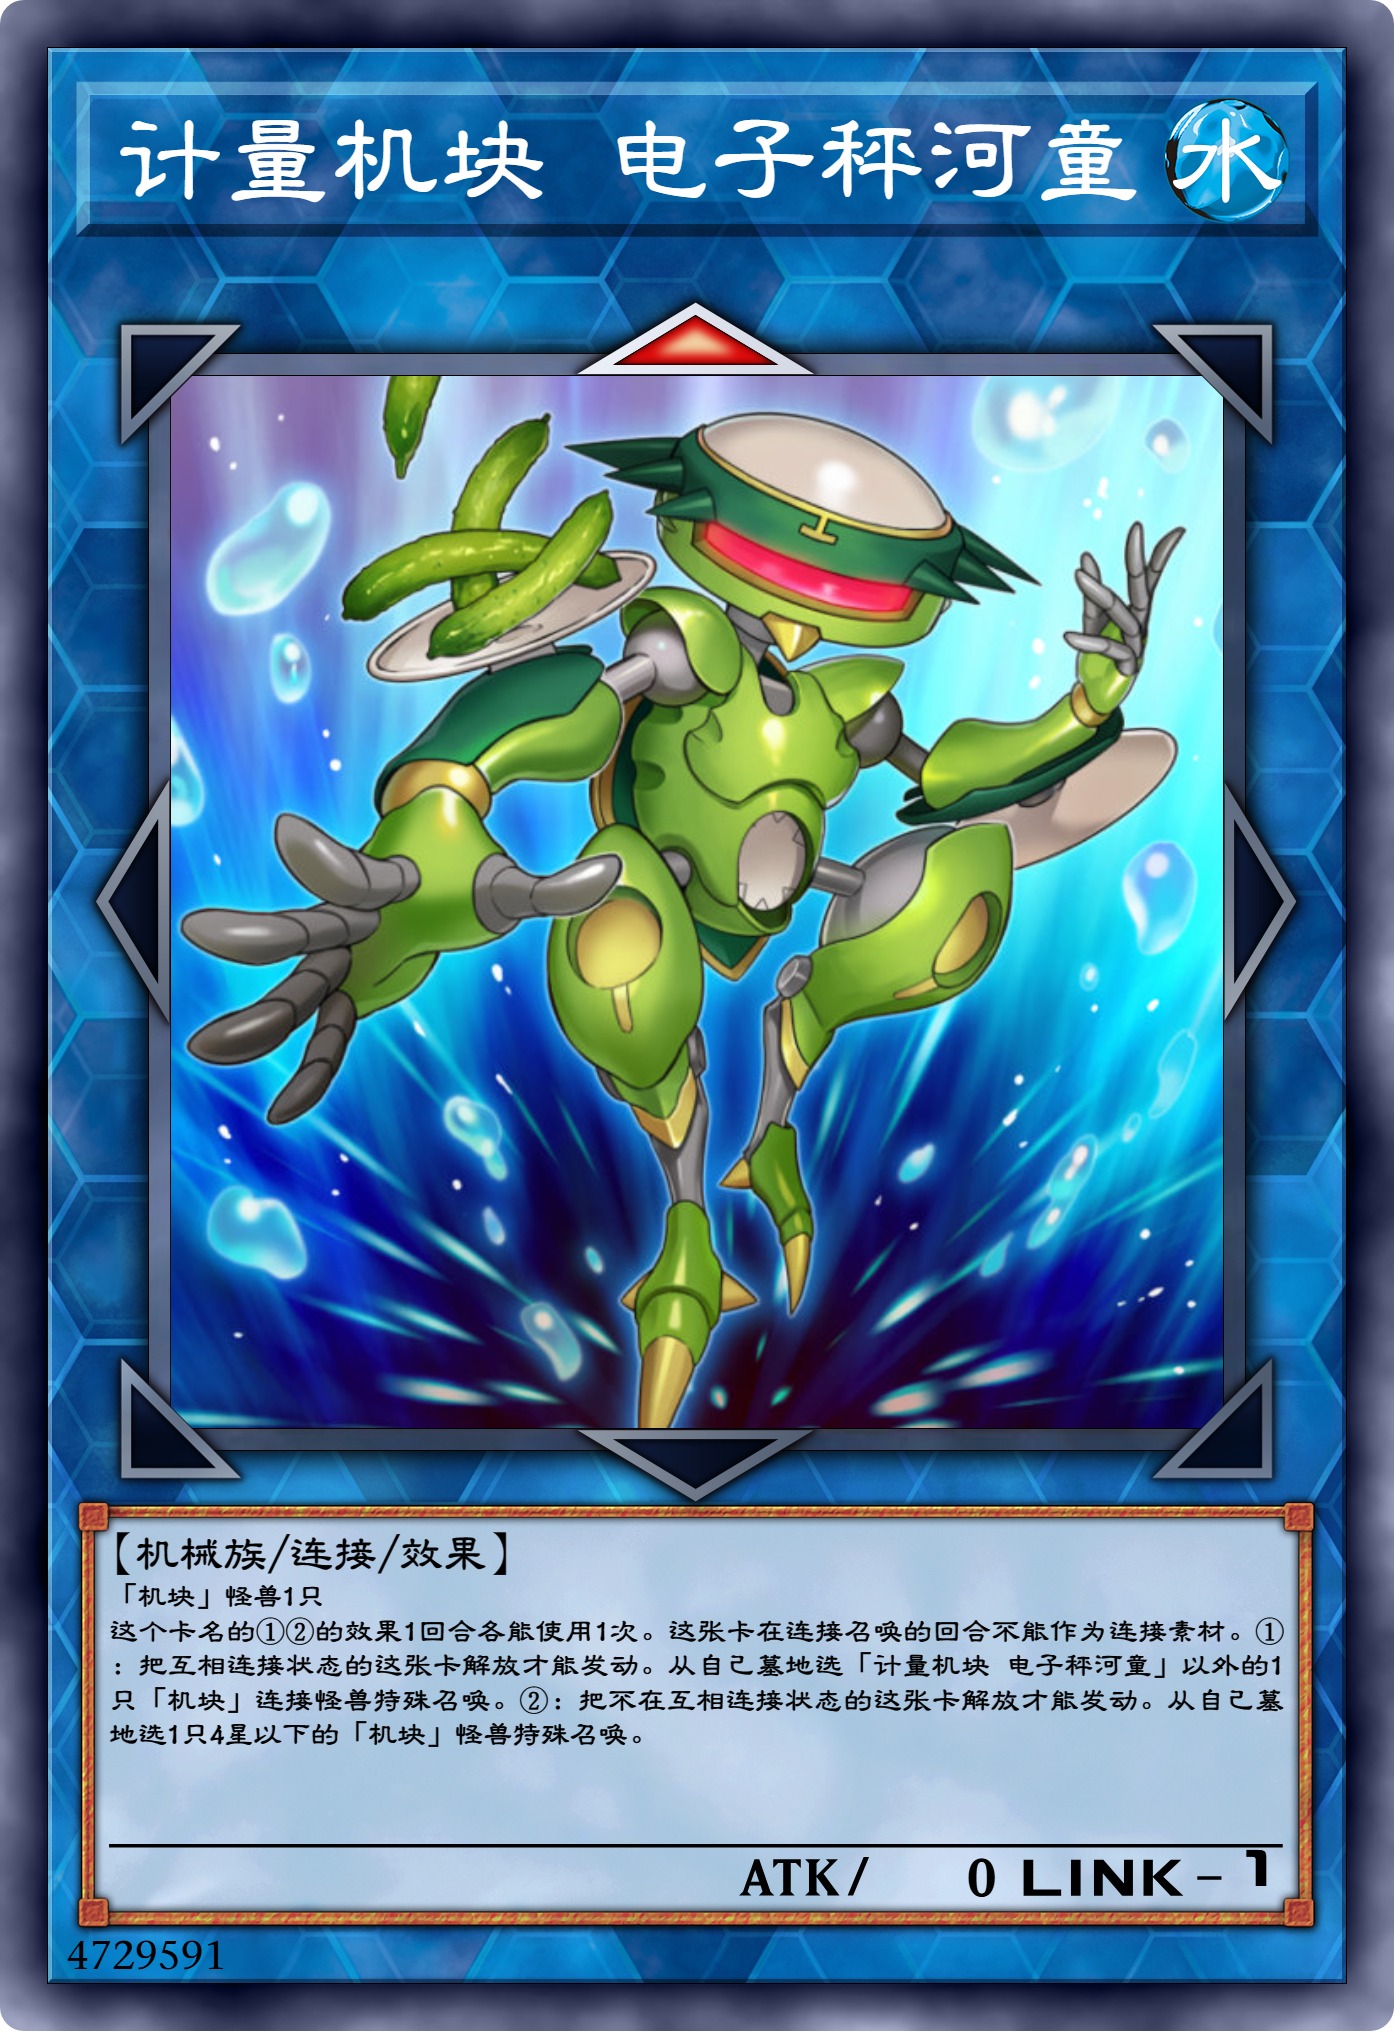 计量机块 电子秤河童 水
【机械族/连接/效果】
「机块」怪兽1只
这个卡名的①②的效果1回合各能使用1次。这张卡在连接召唤的回合不能作为连接素材。①
：把互相连接状态的这张卡解放才能发动。从自己墓地选「计量机块 电子秤河童」以外的1
只「机块」连接怪兽特殊召唤。②：把不在互相连接状态的这张卡解放才能发动。从自己墓
地选1只4星以下的「机块」怪兽特殊召唤。
ATK/ 0 LINK-1
4729591